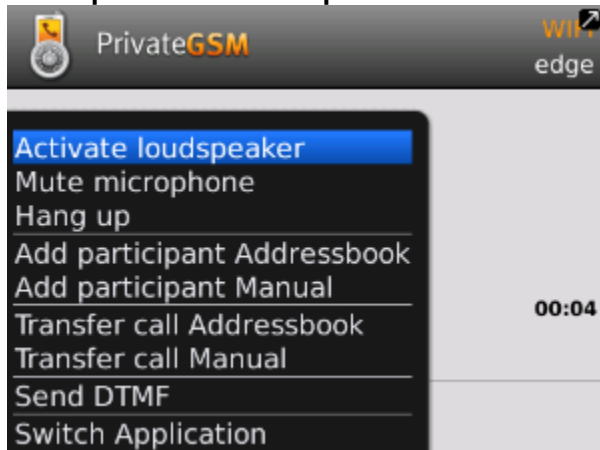 PrivateGSM
WIFI
edge
Activate loudspeaker
Mute microphone
Hang up
Add participant Addressbook
Add participant Manual
00:04
Transfer call Addressbook
Transfer call Manual
Send DTMF
Switch Application